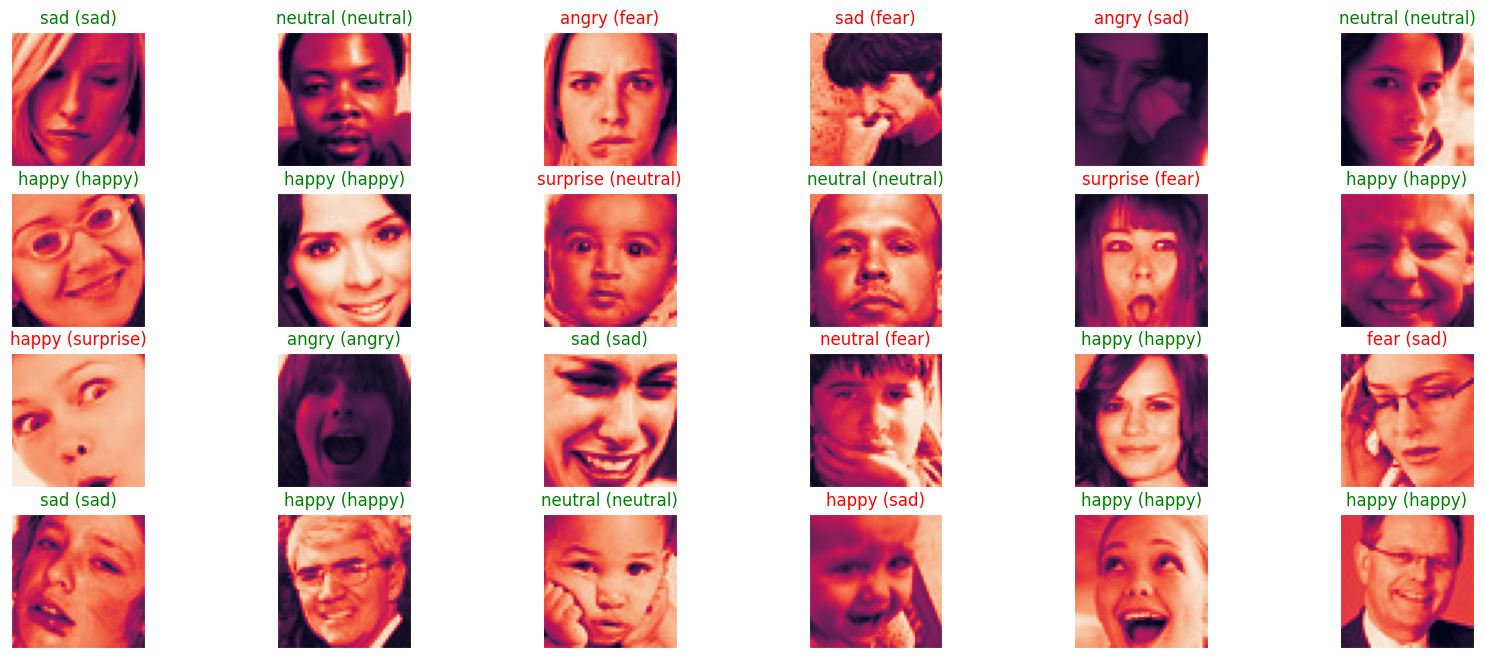 sad (sad) neutral (neutral) angry (fear) sad (fear) angry (sad) neutral (neutral)
happy (happy) happy (happy) surprise (neutral) neutral (neutral) surprise (fear) happy (happy)
happy (surprise) angry (angry) sad (sad) neutral (fear) happy (happy) fear (sad)
sad (sad) happy (happy) neutral (neutral) happy (sad) happy (happy) happy (happy)